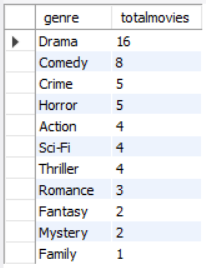 genre totalmovies
Drama 16
Comedy 8
Crime 5
Horror 5
Action 4
Sci-Fi 4
Thriller 4
Romance 3
Fantasy 2
Mystery 2
Family 1